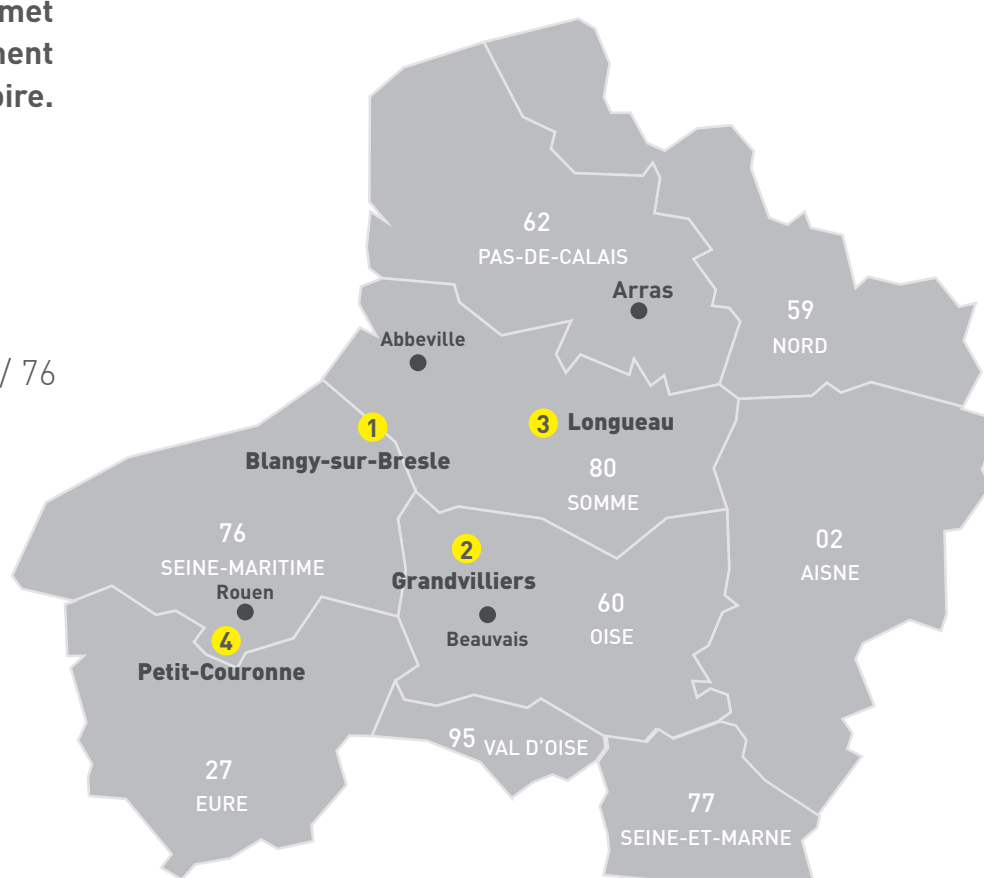 met
ment
oire.
/ 76
62
PAS-DE-CALAIS
Arras
59
NORD
Abbeville
1
Blangy-sur-Bresle
3 Longueau
80
SOMME
76
SEINE-MARITIME
2
Grandvilliers
02
AISNE
Rouen
4
Petit-Couronne
60
OISE
Beauvais
95 VAL D'OISE
27
EURE
77
SEINE-ET-MARNE